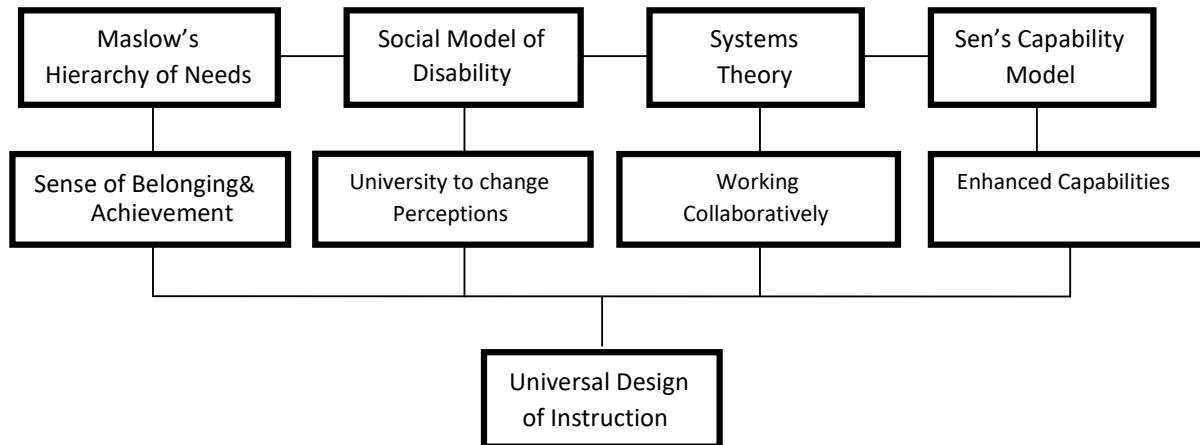 Maslow’s
Hierarchy of Needs
Social Model of
Disability
Systems
Theory
Sen’s Capability
Model
Sense of Belonging&
Achievement
University to change
Perceptions
Working
Collaboratively
Enhanced Capabilities
Universal Design
of Instruction